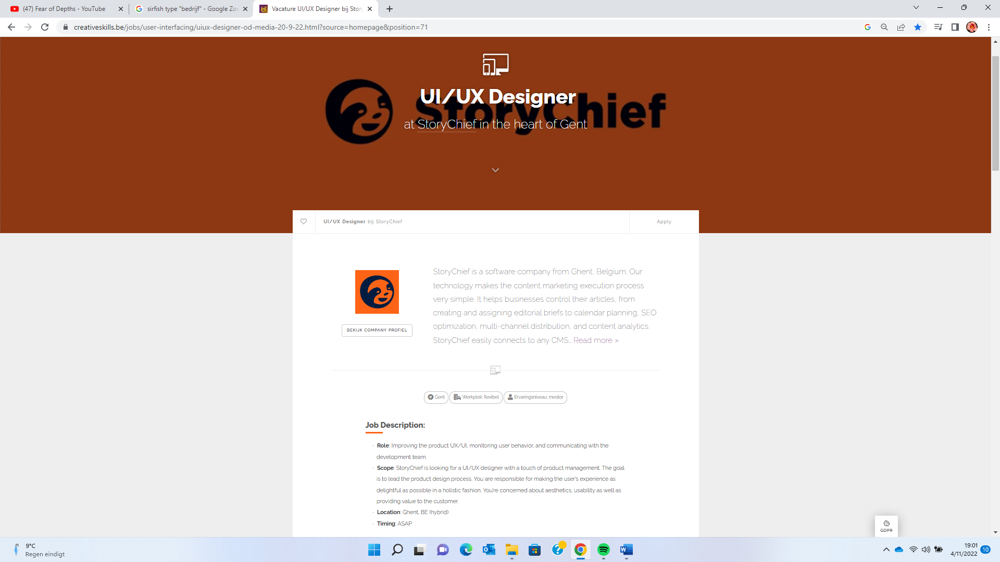 (47) Fear of Depths - YouTube
sirfish type "bedrijf" - Google Zoe
Vacature UI/UX Designer bij Stor
creativeskills.be/jobs/user-interfacing/uiux-designer-od-media-20-9-22.html?source=homepage&position=71
StoryChief
UI/UX Designer
at StoryChief in the heart of Gent
UI/UX Designer bij StoryChief
Apply
BEKIJK COMPANY PROFIEL
StoryChief is a software company from Ghent, Belgium. Our
technology makes the content marketing execution process
very simple. It helps businesses control their articles, from
creating and assigning editorial briefs to calendar planning, SEO
optimization, multi-channel distribution, and content analytics.
StoryChief easily connects to any CMS... Read more »
Gent
Werkplek: flexibel
Ervaringsniveau: medior
Job Description:
· Role: Improving the product UX/UI, monitoring user behavior, and communicating with the
development team.
· Scope: StoryChief is looking for a UI/UX designer with a touch of product management. The goal
is to lead the product design process. You are responsible for making the user's experience as
delightful as possible in a holistic fashion. You're concerned about aesthetics, usability as well as
providing value to the customer.
· Location: Ghent, BE (hybrid)
· Timing: ASAP
GDPR
9°C
Regen eindigt
19:01
4/11/2022
10